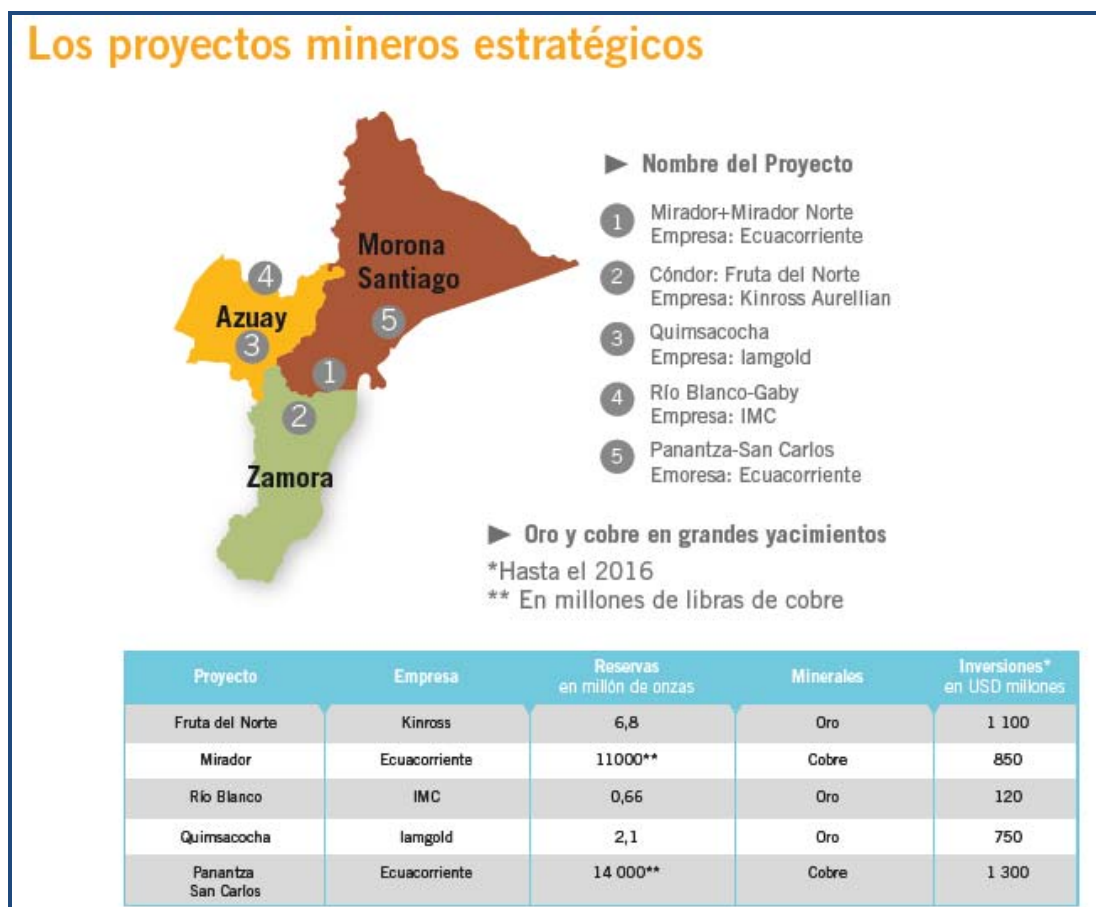 Los proyectos mineros estratégicos
Morona
Santiago
Azuay
Zamora
4
5
3
1
2
► Nombre del Proyecto
1 Mirador+Mirador Norte
Empresa: Ecuacorriente
2 Cóndor: Fruta del Norte
Empresa: Kinross Aurellian
3 Quimsacocha
Empresa: Iamgold
4 Río Blanco-Gaby
Empresa: IMC
5 Panantza-San Carlos
Emoresa: Ecuacorriente
► Oro y cobre en grandes yacimientos
*Hasta el 2016
** En millones de libras de cobre
Proyecto Empresa Reservas en millón de onzas Minerales Inversiones* en USD millones
Fruta del Norte Kinross 6,8 Oro 1 100
Mirador Ecuacorriente 11000** Cobre 850
Río Blanco IMC 0,66 Oro 120
Quimsacocha Iamgold 2,1 Oro 750
Panantza San Carlos Ecuacorriente 14 000** Cobre 1 300